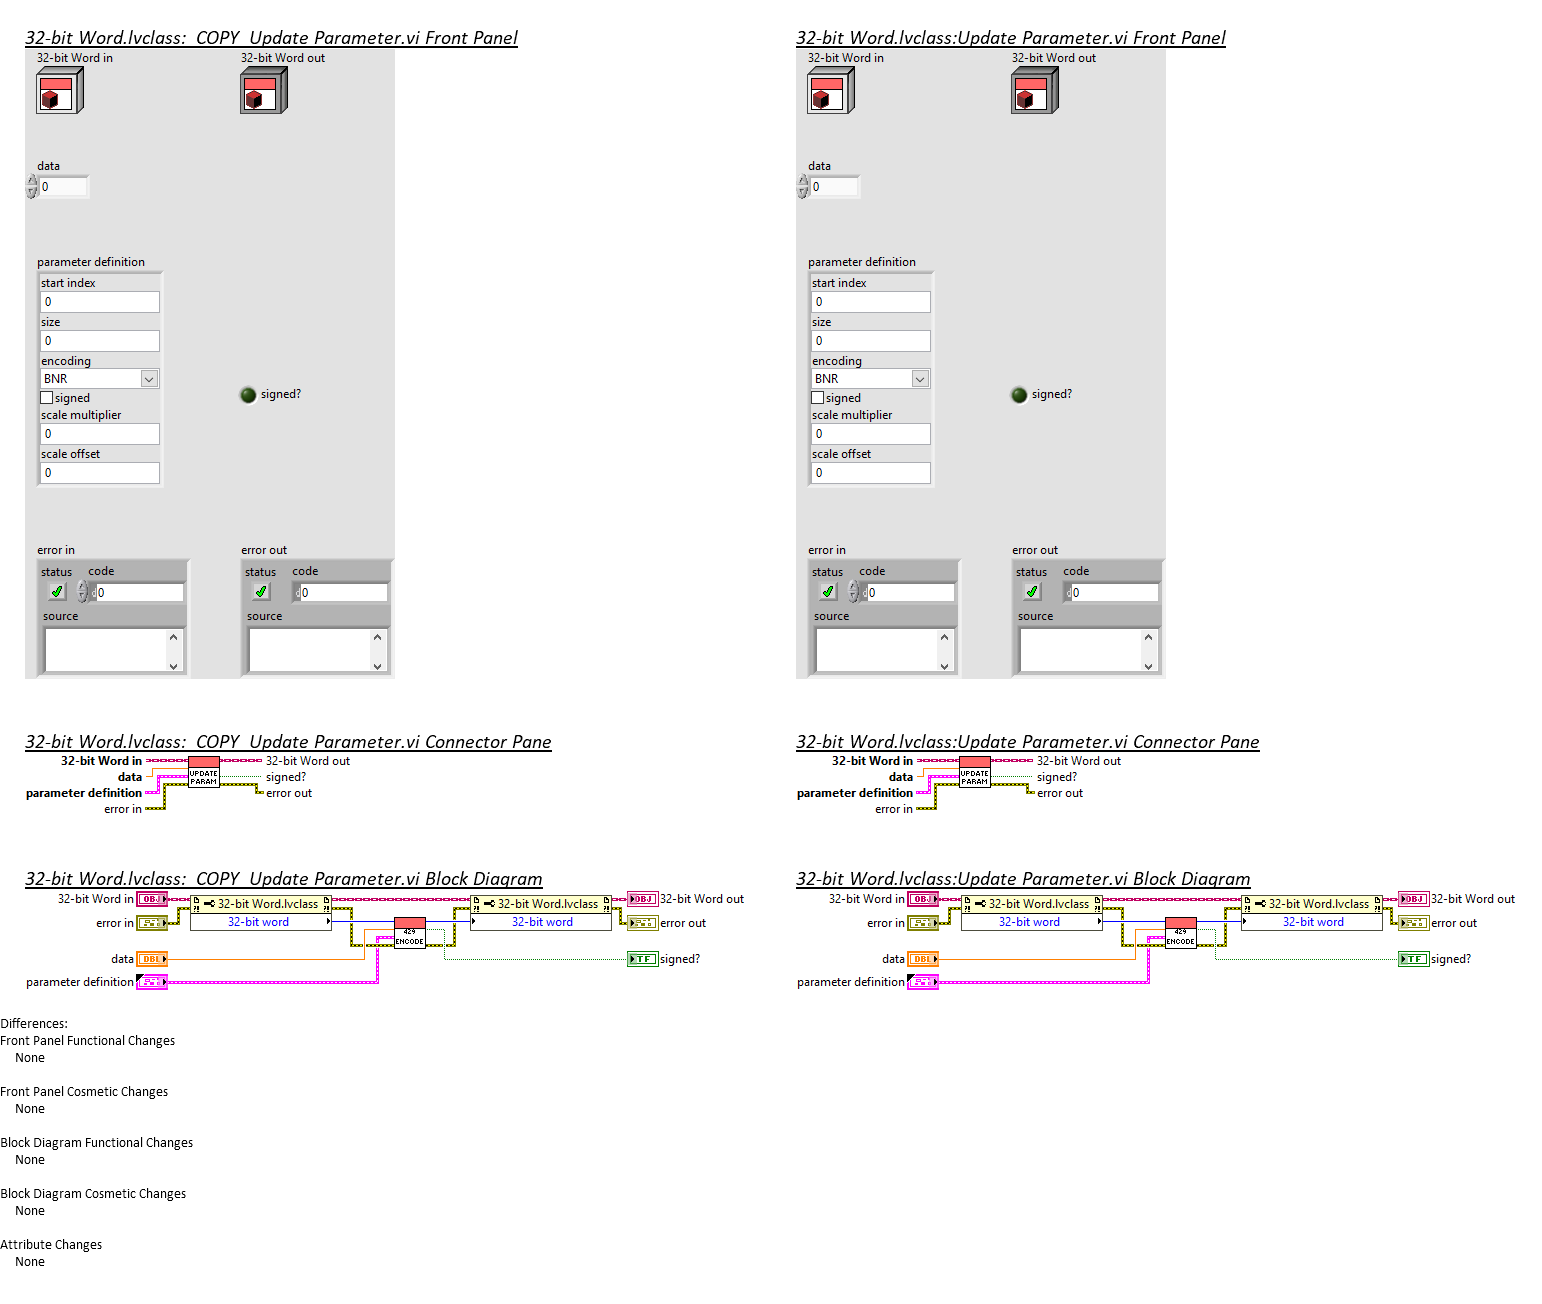 32-bit Word.lvclass:_COPY_Update Parameter.vi Front Panel
32-bit Word in
32-bit Word out
data
0
parameter definition
start index
0
size
0
encoding
BNR
signed
signed?
scale multiplier
0
scale offset
0
error in
error out
status
code
status
code
0
0
source
source
32-bit Word.lvclass:Update Parameter.vi Front Panel
32-bit Word in
32-bit Word out
data
0
parameter definition
start index
0
size
0
encoding
BNR
signed
signed?
scale multiplier
0
scale offset
0
error in
error out
status
code
status
code
0
0
source
source
32-bit Word.lvclass:_COPY_Update Parameter.vi Connector Pane
32-bit Word in
32-bit Word out
data
UPDATE
PARAM
signed?
parameter definition
error out
error in
32-bit Word.lvclass:Update Parameter.vi Connector Pane
32-bit Word in
32-bit Word out
data
UPDATE
PARAM
signed?
parameter definition
error out
error in
32-bit Word.lvclass:_COPY_Update Parameter.vi Block Diagram
32-bit Word in
OBJ
32-bit Word.lvclass
32-bit Word.lvclass
OBJ
32-bit Word out
error in
32-bit word
32-bit word
error out
429
ENCODE
data
DBL
TF
signed?
parameter definition
32-bit Word.lvclass:Update Parameter.vi Block Diagram
32-bit Word in
OBJ
32-bit Word.lvclass
32-bit Word.lvclass
OBJ
32-bit Word out
error in
32-bit word
32-bit word
error out
429
ENCODE
data
DBL
TF
signed?
parameter definition
Differences:
Front Panel Functional Changes
None
Front Panel Cosmetic Changes
None
Block Diagram Functional Changes
None
Block Diagram Cosmetic Changes
None
Attribute Changes
None